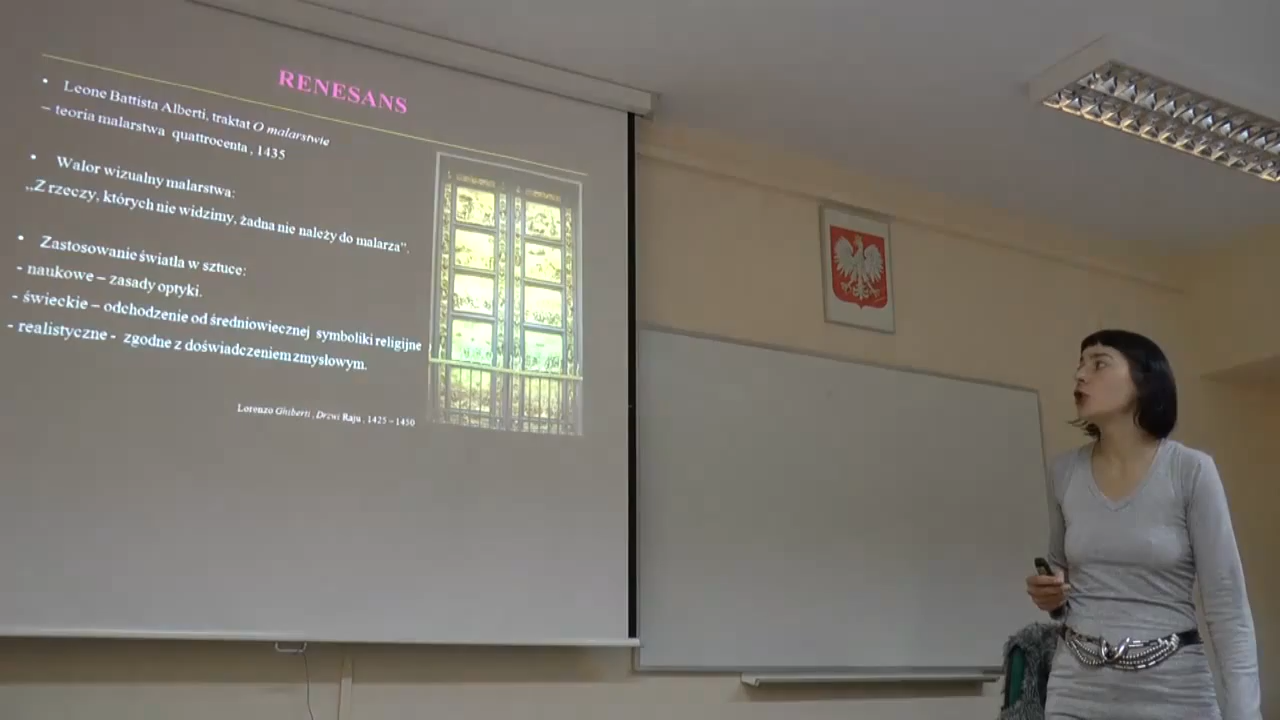 RENESANS
• Leone Battista Alberti, traktat O malarstwie
– teoria malarstwa quattrocenta , 1435
• Walor wizualny malarstwa:
„Z rzeczy, których nie widzimy, żadna nie należy do malarza”.
• Zastosowanie światła w sztuce:
- naukowe – zasady optyki.
- świeckie – odchodzenie od średniowiecznej symboliki religijne
- realistyczne - zgodne z doświadczeniem zmysłowym.
Lorenzo Ghiberti , Drzwi Raju , 1425 – 1450